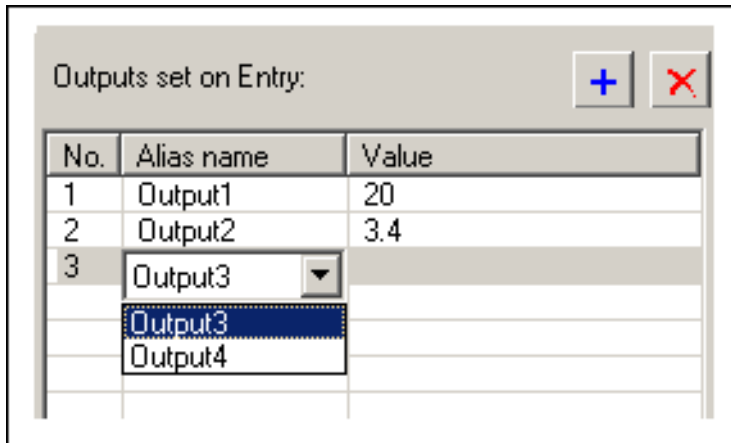 Outputs set on Entry:
No. Alias name Value
1 Output1 20
2 Output2 3.4
3 Output3
Output3
Output4